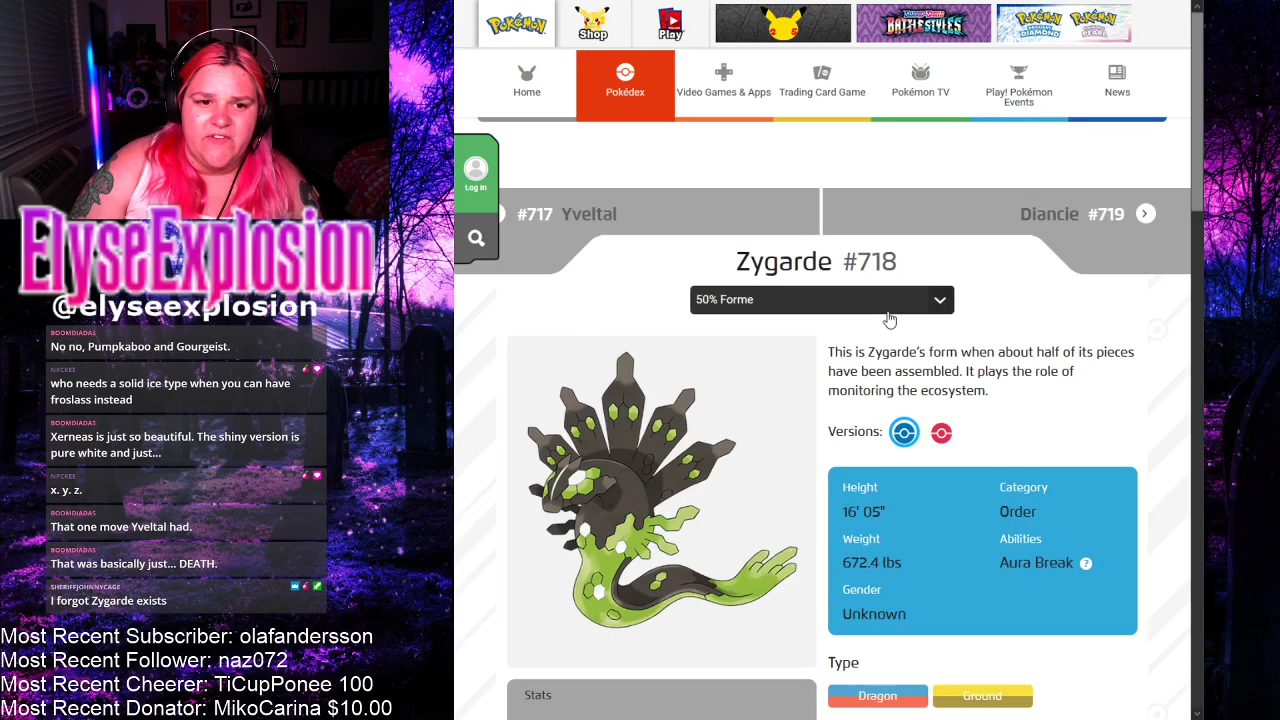 Pokémon
Shop
Play
25
BATTLE STYLES
Pokémon
DIAMOND
Pokémon
PEARL
Home
Pokédex
Video Games & Apps
Trading Card Game
Pokémon TV
Play! Pokémon
Events
News
Log In
#717 Yveltal
Diancie #719
Zygarde #718
50% Forme
This is Zygarde's form when about half of its pieces
have been assembled. It plays the role of
monitoring the ecosystem.
Versions:
Height
16' 05"
Weight
672.4 lbs
Gender
Unknown
Category
Order
Abilities
Aura Break ?
Type
Dragon
Ground
Stats
ElyseExplosion
@elyseexplosion
BOOMDIADAS
No no, Pumpkaboo and Gourgeist.
NPCKEE
who needs a solid ice type when you can have
froslass instead
BOOMDIADAS
Xerneas is just so beautiful. The shiny version is
pure white and just...
NPCKEE
x. y. z.
BOOMDIADAS
That one move Yveltal had.
BOOMDIADAS
That was basically just... DEATH.
SHERIFFJOHNNYCAGE
I forgot Zygarde exists
Most Recent Subscriber: olafandersson
Most Recent Follower: naz072
Most Recent Cheerer: TiCupPonee 100
Most Recent Donator: MikoCarina $10.00